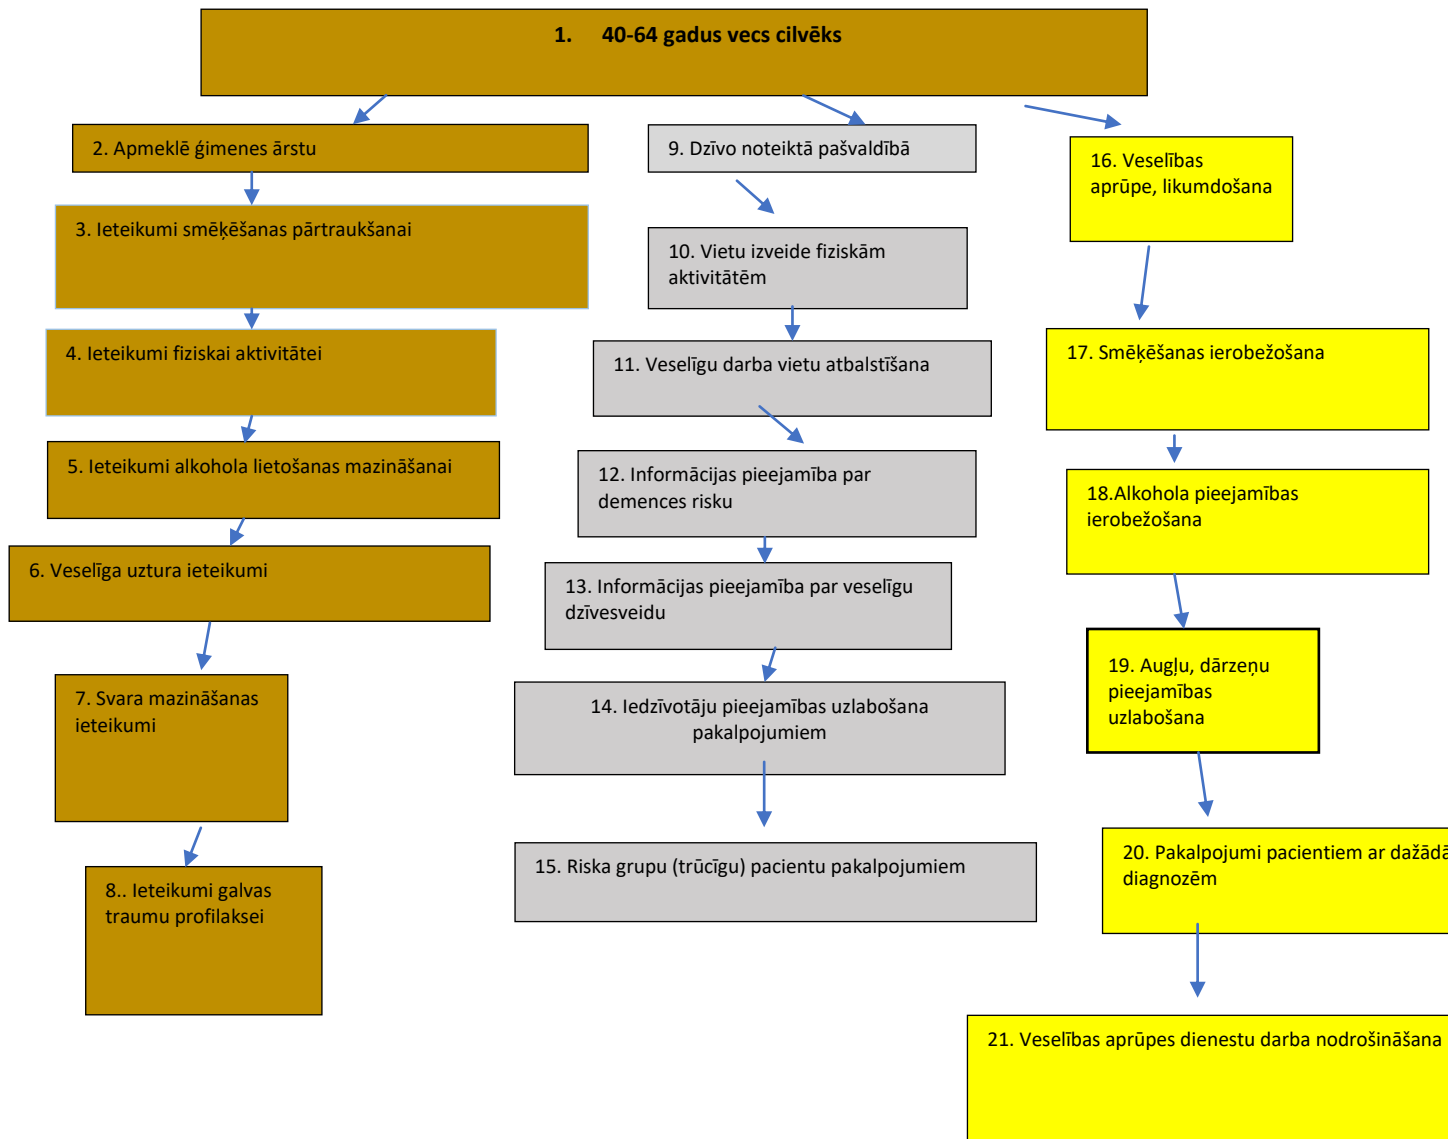 1. 40-64 gadus vecs cilvēks
2. Apmeklē ģimenes ārstu
3. Ieteikumi smēķēšanas pārtraukšanai
4. Ieteikumi fiziskai aktivitātei
5. Ieteikumi alkohola lietošanas mazināšanai
6. Veselīga uztura ieteikumi
7. Svara mazināšanas
ieteikumi
8.. Ieteikumi galvas
traumu profilaksei
9. Dzīvo noteiktā pašvaldībā
10. Vietu izveide fiziskām
aktivitātēm
11. Veselīgu darba vietu atbalstīšana
12. Informācijas pieejamība par
demences risku
13. Informācijas pieejamība par veselīgu
dzīvesveidu
14. Iedzīvotāju pieejamības uzlabošana
pakalpojumiem
15. Riska grupu (trūcīgu) pacientu pakalpojumiem
16. Veselības
aprūpe, likumdošana
17. Smēķēšanas ierobežošana
18.Alkohola pieejamības
ierobežošana
19. Augļu, dārzeņu
pieejamības
uzlabošana
20. Pakalpojumi pacientiem ar dažādā
diagnozēm
21. Veselības aprūpes dienestu darba nodrošināšana